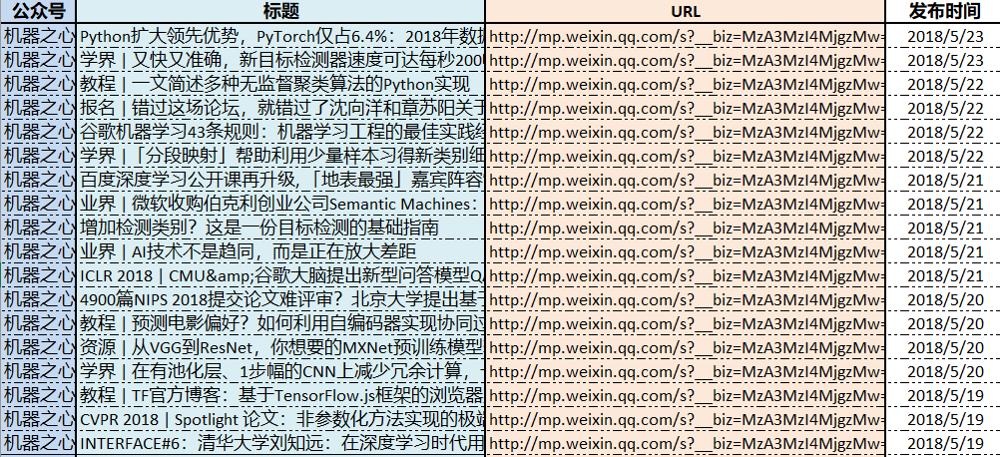 公众号 标题 URL 发布时间
机器之心 Python扩大领先优势，PyTorch仅占6.4%：2018年数据 http://mp.weixin.qq.com/s?__biz=MzA3MzI4MjgzMw= 2018/5/23
机器之心 学界 | 又快又准确，新目标检测器速度可达每秒200 http://mp.weixin.qq.com/s?__biz=MzA3MzI4MjgzMw= 2018/5/23
机器之心 教程 | 一文简述多种无监督聚类算法的Python实现 http://mp.weixin.qq.com/s?__biz=MzA3MzI4MjgzMw= 2018/5/22
机器之心 报名 | 错过这场论坛，就错过了沈向洋和章苏阳关于 http://mp.weixin.qq.com/s?__biz=MzA3MzI4MjgzMw= 2018/5/22
机器之心 谷歌机器学习43条规则：机器学习工程的最佳实践经 http://mp.weixin.qq.com/s?__biz=MzA3MzI4MjgzMw= 2018/5/22
机器之心 学界 |「分段映射」帮助利用少量样本习得新类别细 http://mp.weixin.qq.com/s?__biz=MzA3MzI4MjgzMw= 2018/5/22
机器之心 百度深度学习公开课再升级，「地表最强」嘉宾阵容 http://mp.weixin.qq.com/s?__biz=MzA3MzI4MjgzMw= 2018/5/21
机器之心 业界 | 微软收购伯克利创业公司Semantic Machines： http://mp.weixin.qq.com/s?__biz=MzA3MzI4MjgzMw= 2018/5/21
机器之心 增加检测类别？这是一份目标检测的基础指南 http://mp.weixin.qq.com/s?__biz=MzA3MzI4MjgzMw= 2018/5/21
机器之心 业界 | AI技术不是趋同，而是正在放大差距 http://mp.weixin.qq.com/s?__biz=MzA3MzI4MjgzMw= 2018/5/21
机器之心 ICLR 2018 | CMU&amp;谷歌大脑提出新型问答模型QA http://mp.weixin.qq.com/s?__biz=MzA3MzI4MjgzMw= 2018/5/21
机器之心 4900篇NIPS 2018提交论文难评审？北京大学提出基于 http://mp.weixin.qq.com/s?__biz=MzA3MzI4MjgzMw= 2018/5/20
机器之心 教程 | 预测电影偏好？如何利用自编码器实现协同过 http://mp.weixin.qq.com/s?__biz=MzA3MzI4MjgzMw= 2018/5/20
机器之心 资源 | 从VGG到ResNet，你想要的MXNet预训练模型 http://mp.weixin.qq.com/s?__biz=MzA3MzI4MjgzMw= 2018/5/20
机器之心 学界 | 在有池化层、1步幅的CNN上减少冗余计算， http://mp.weixin.qq.com/s?__biz=MzA3MzI4MjgzMw= 2018/5/20
机器之心 教程 | TF官方博客：基于TensorFlow.js框架的浏览器 http://mp.weixin.qq.com/s?__biz=MzA3MzI4MjgzMw= 2018/5/19
机器之心 CVPR 2018 | Spotlight 论文：非参数化方法实现的极端 http://mp.weixin.qq.com/s?__biz=MzA3MzI4MjgzMw= 2018/5/19
机器之心 INTERFACE#6：清华大学刘知远：在深度学习时代用 http://mp.weixin.qq.com/s?__biz=MzA3MzI4MjgzMw= 2018/5/19